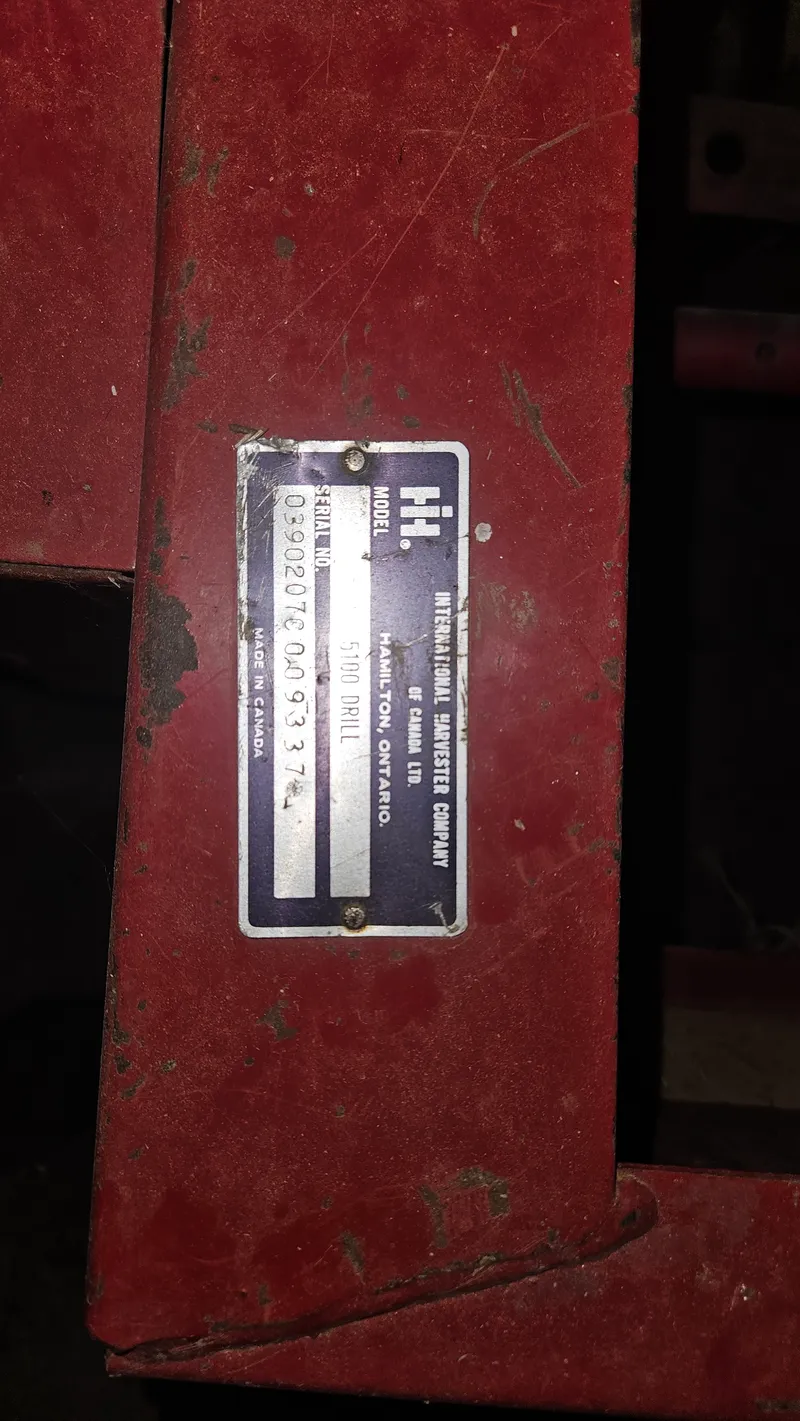 IH®
INTERNATIONAL HARVESTER COMPANY
OF CANADA LTD.
HAMILTON, ONTARIO.
MODEL
5100 DRILL
SERIAL NO.
MADE IN CANADA